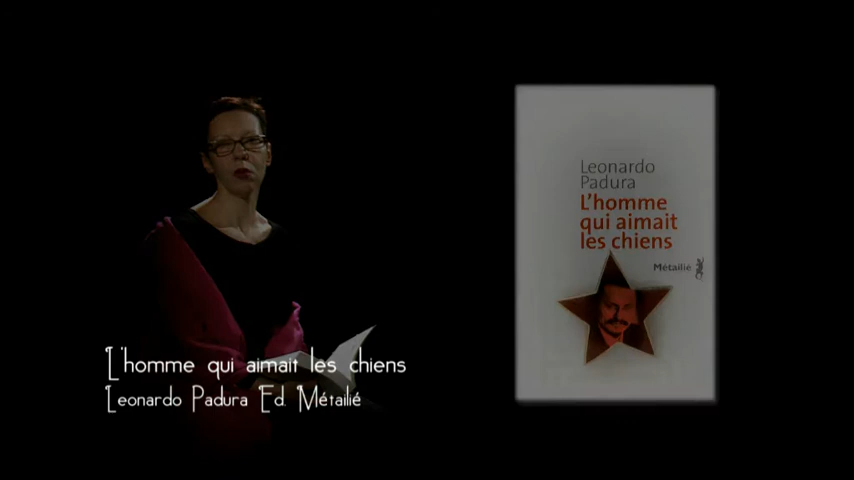 L'homme qui aimait les chiens
Leonardo Padura Ed. Métailié
Leonardo
Padura
L'homme
qui aimait
les chiens
Métailié